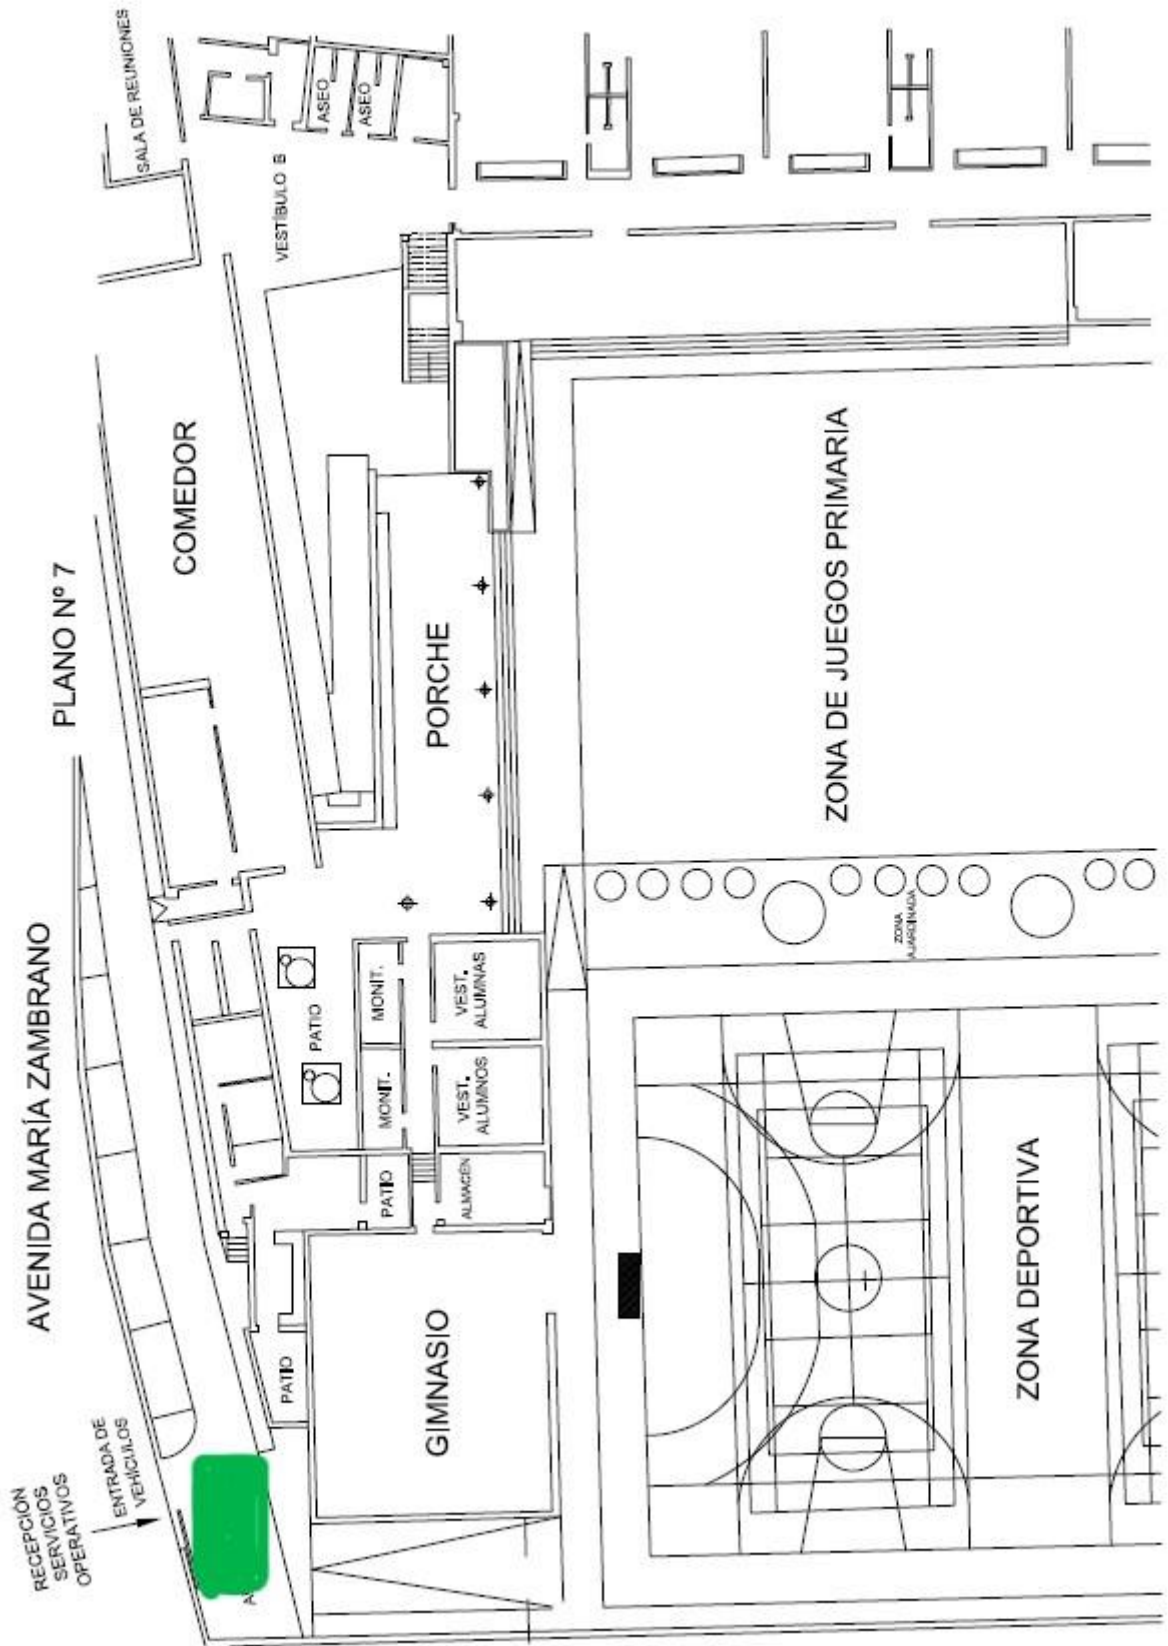 PLANO Nº 7
AVENIDA MARÍA ZAMBRANO
RECEPCIÓN
SERVICIOS
OPERATIVOS
ENTRADA DE
VEHÍCULOS
SALA DE REUNIONES
ASEO
ASEO
VESTÍBULO B
COMEDOR
PORCHE
ZONA DE JUEGOS PRIMARIA
ZONA
AJARDINADA
PATIO
MONIT.
MONIT.
VEST.
ALUMNAS
VEST.
ALUMNOS
PATIO
ALMACÉN
PATIO
GIMNASIO
ZONA DEPORTIVA